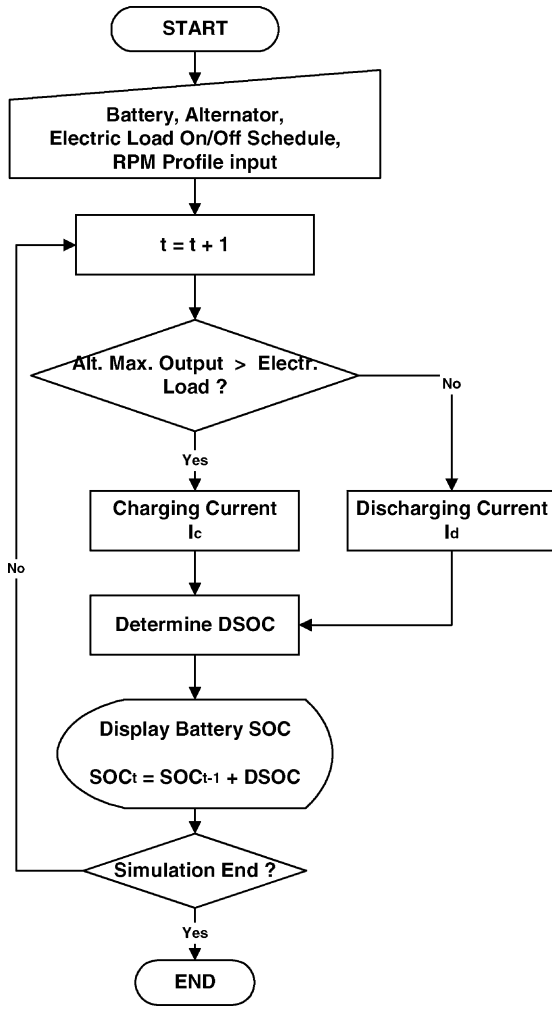 START
Battery, Alternator,
Electric Load On/Off Schedule,
RPM Profile input
t = t + 1
Alt. Max. Output > Electr.
Load ?
No
Yes
Charging Current
Ic
Discharging Current
Id
No
Determine DSOC
Display Battery SOC
SOCt = SOCt-1 + DSOC
Simulation End ?
Yes
END